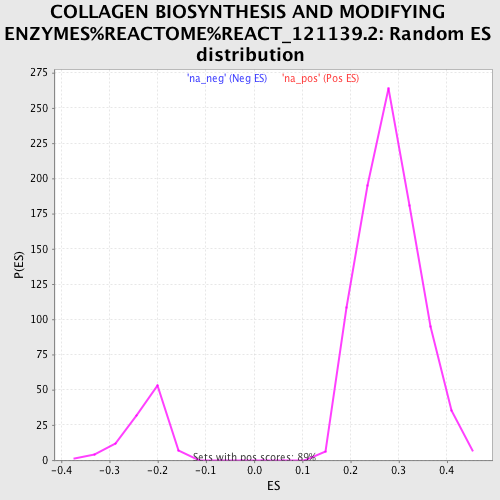 COLLAGEN BIOSYNTHESIS AND MODIFYING
ENZYMES%REACTOME%REACT_121139.2: Random ES
distribution
'na_neg' (Neg ES) 'na_pos' (Pos ES)
275
250
225
200
175
150
125
100
75
50
25
0
P(ES)
Sets with pos scores: 89%
-0.4 -0.3 -0.2 -0.1 0.0 0.1 0.2 0.3 0.4
ES